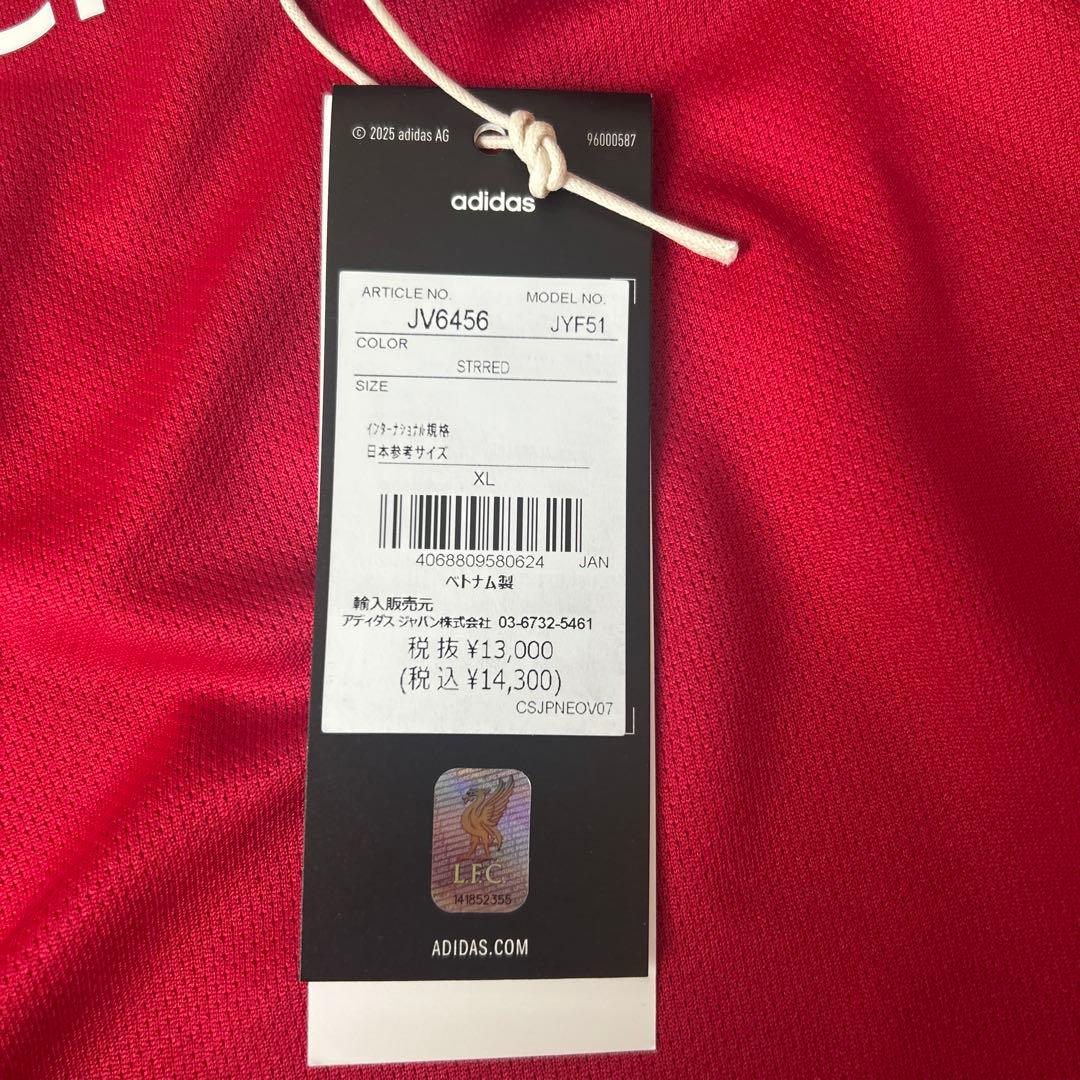 © 2025 adidas AG
96000587
adidas
ARTICLE NO. MODEL NO.
JV6456 JYF51
COLOR
STRRED
SIZE
ｲﾝﾀｰﾅｼｮﾅﾙ規格
日本参考サイズ
XL
4068809580624 JAN
ベトナム製
輸入販売元
アディダス ジャパン株式会社 03-6732-5461
税 抜 ¥13,000
(税 込 ¥14,300)
CSJPNEOV07
L.F.C.
141852355
ADIDAS.COM